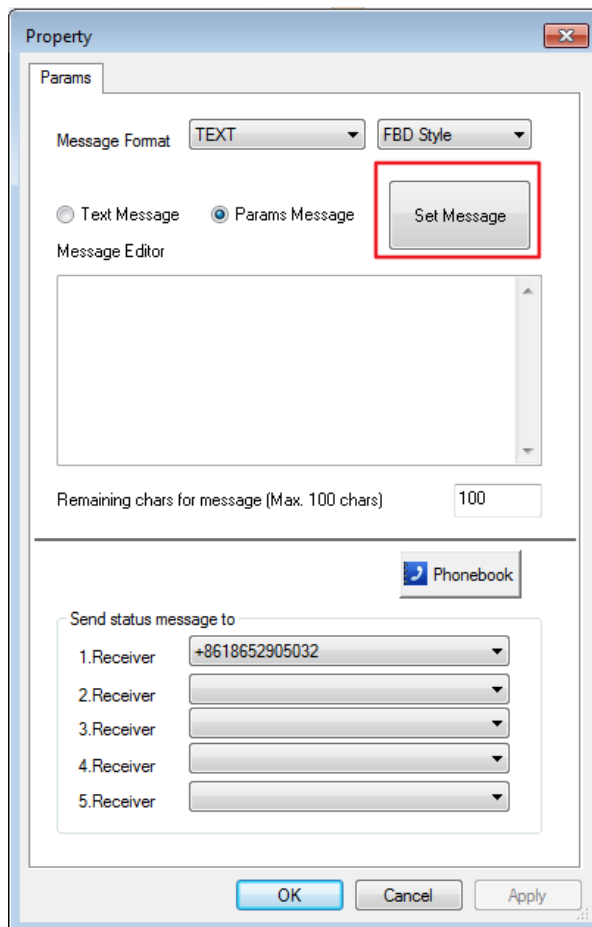 Property
Params
Message Format TEXT FBD Style
Text Message Params Message Set Message
Message Editor
Remaining chars for message (Max. 100 chars) 100
Phonebook
Send status message to
1.Receiver +8618652905032
2.Receiver
3.Receiver
4.Receiver
5.Receiver
OK Cancel Apply